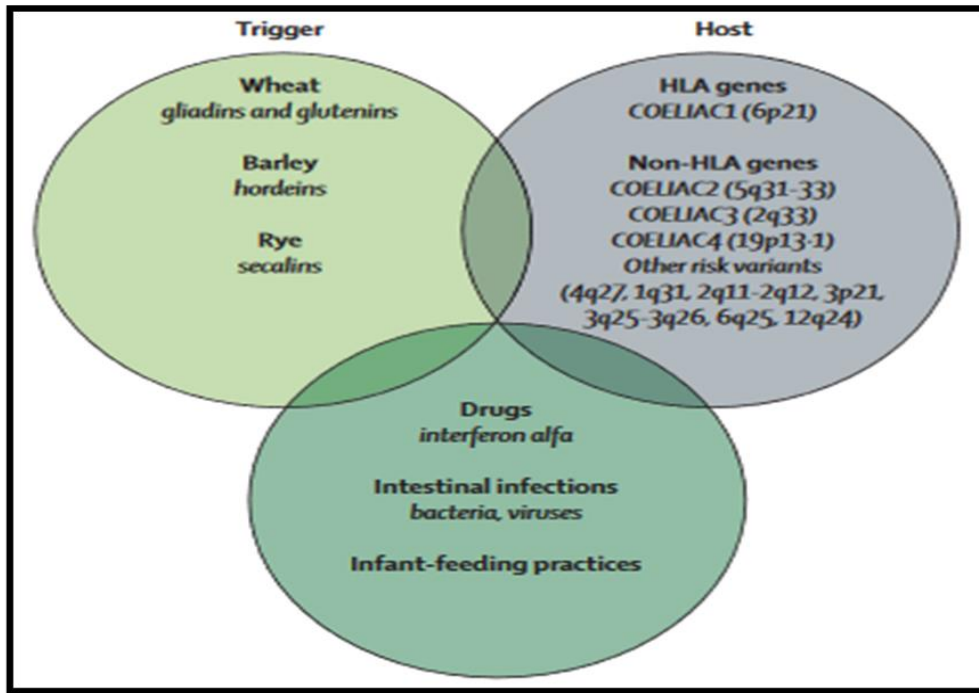 Trigger
Wheat
gliadins and glutenins
Barley
hordeins
Rye
secalins
Host
HLA genes
COELIAC1 (6p21)
Non-HLA genes
COELIAC2 (5q31-33)
COELIAC3 (2q33)
COELIAC4 (19p13·1)
Other risk variants
(4q27, 1q31, 2q11-2q12, 3p21,
3q25-3q26, 6q25, 12q24)
Drugs
interferon alfa
Intestinal infections
bacteria, viruses
Infant-feeding practices